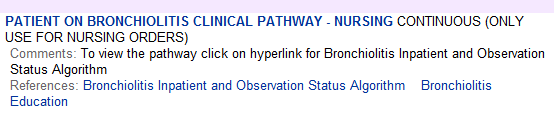 PATIENT ON BRONCHIOLITIS CLINICAL PATHWAY - NURSING CONTINUOUS (ONLY
USE FOR NURSING ORDERS)
Comments: To view the pathway click on hyperlink for Bronchiolitis Inpatient and Observation
Status Algorithm
References: Bronchiolitis Inpatient and Observation Status Algorithm Bronchiolitis
Education